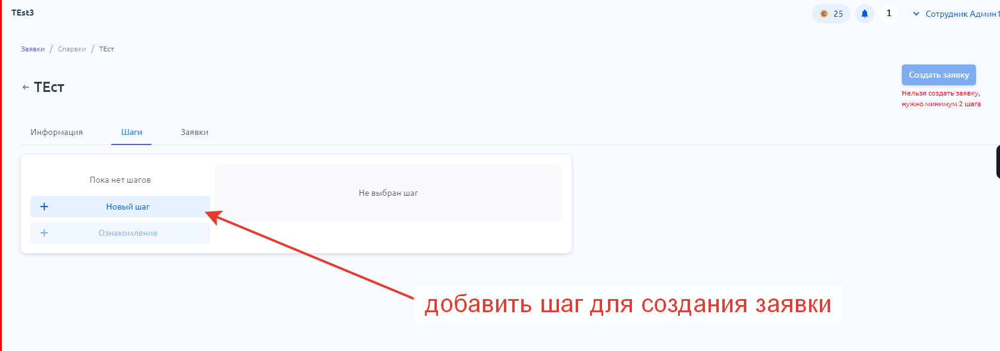 TEst3
25
1
Сотрудник Админ1
Заявки / Спарвки / ТЕст
← ТЕст
Создать заявку
Нельзя создать заявку,
нужно минимум 2 шага
Информация
Шаги
Заявки
Пока нет шагов
Не выбран шаг
+ Новый шаг
+ Ознакомление
добавить шаг для создания заявки